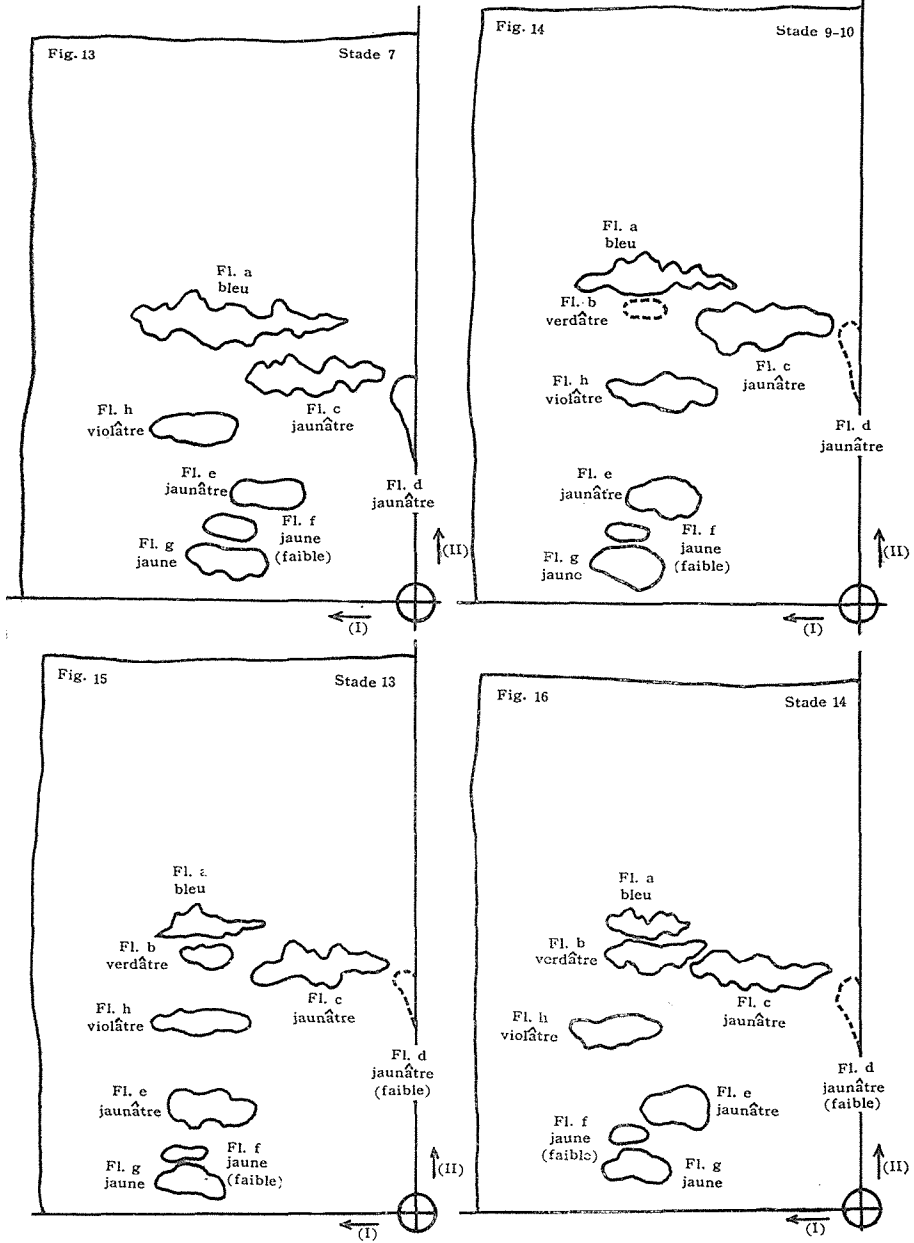 Fig. 13
Stade 7
Fl. a
bleu
Fl. h
violâtre
Fl. c
jaunâtre
Fl. e
jaunâtre
Fl. d
jaunâtre
Fl. g
jaune
Fl. f
jaune
(faible)
(II)
(I)
Fig. 14
Stade 9-10
Fl. a
bleu
Fl. b
verdâtre
Fl. h
violâtre
Fl. c
jaunâtre
Fl. d
jaunâtre
Fl. e
jaunâtre
Fl. g
jaune
Fl. f
jaune
(faible)
(II)
(I)
Fig. 15
Stade 13
Fl. a
bleu
Fl. b
verdâtre
Fl. h
violâtre
Fl. c
jaunâtre
Fl. d
jaunâtre
(faible)
Fl. e
jaunâtre
Fl. g
jaune
Fl. f
jaune
(faible)
(II)
(I)
Fig. 16
Stade 14
Fl. a
bleu
Fl. b
verdâtre
Fl. h
violâtre
Fl. c
jaunâtre
Fl. d
jaunâtre
(faible)
Fl. e
jaunâtre
Fl. f
jaune
(faible)
Fl. g
jaune
(II)
(I)